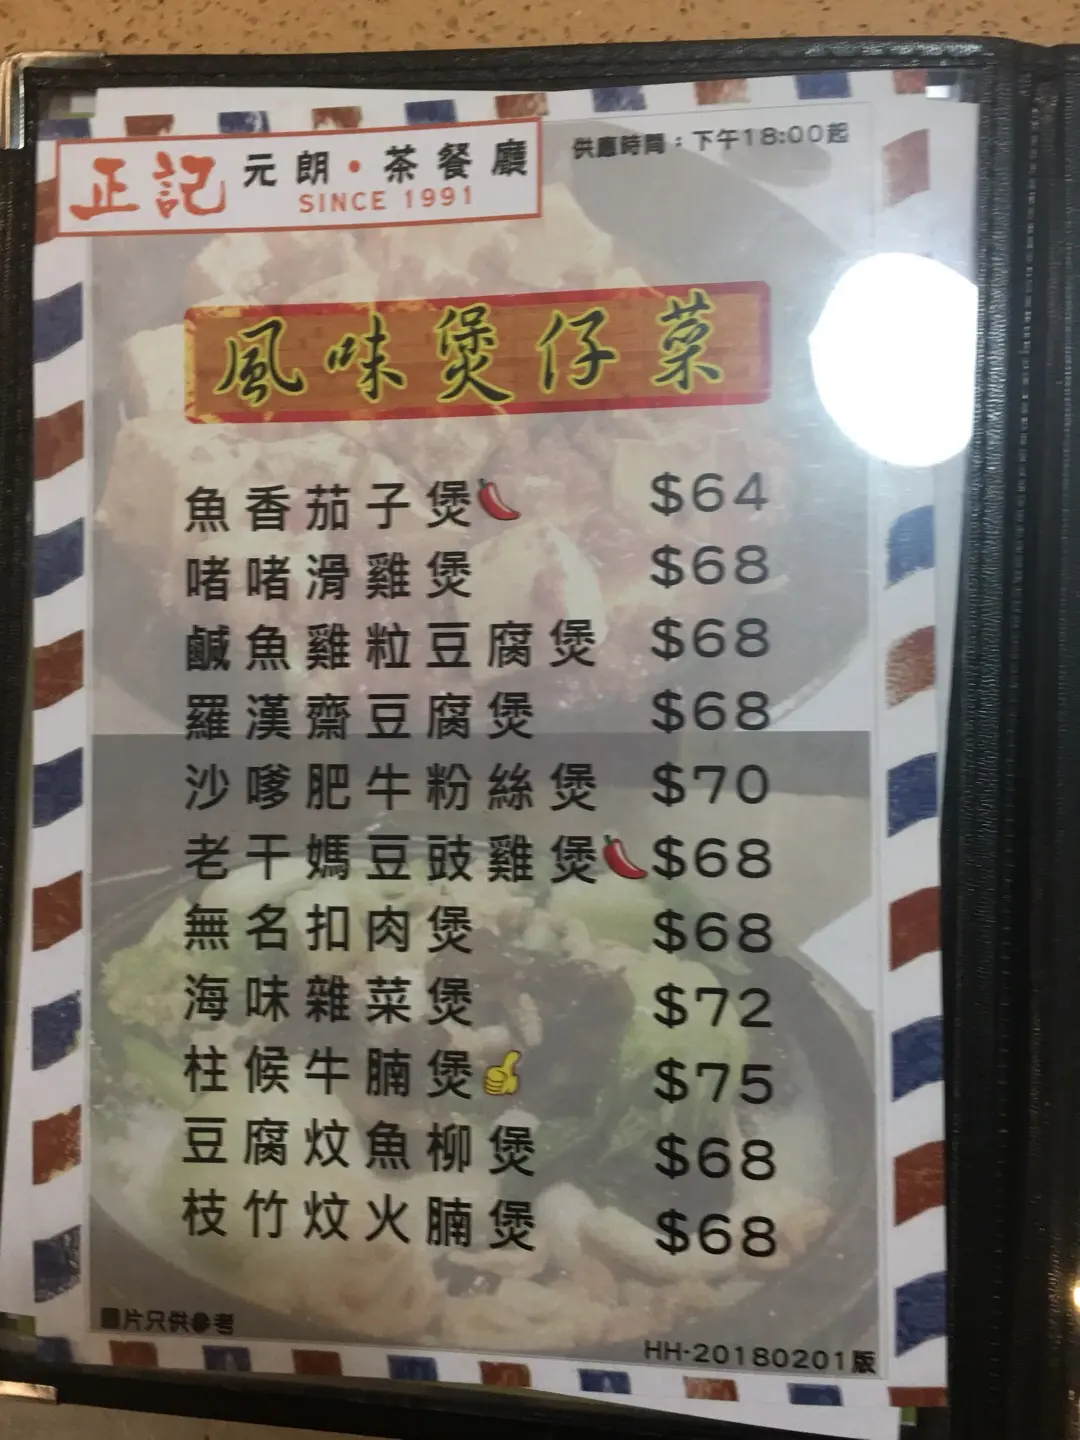 正記 元朗・茶餐廳
SINCE 1991
供應時間：下午18:00起
風味煲仔菜
魚香茄子煲 $64
啫啫滑雞煲 $68
鹹魚雞粒豆腐煲 $68
羅漢齋豆腐煲 $68
沙嗲肥牛粉絲煲 $70
老干媽豆豉雞煲 $68
無名扣肉煲 $68
海味雜菜煲 $72
柱候牛腩煲 $75
豆腐炆魚柳煲 $68
枝竹炆火腩煲 $68
圖片只供參考
HH-20180201版